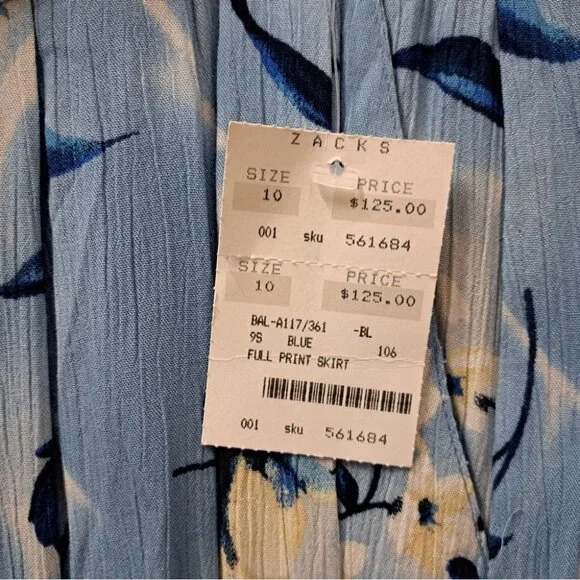 ZACKS
SIZE PRICE
10 $125.00
001 sku 561684
SIZE PRICE
10 $125.00
BAL-A117/361 -BL
9S BLUE 106
FULL PRINT SKIRT
001 sku 561684